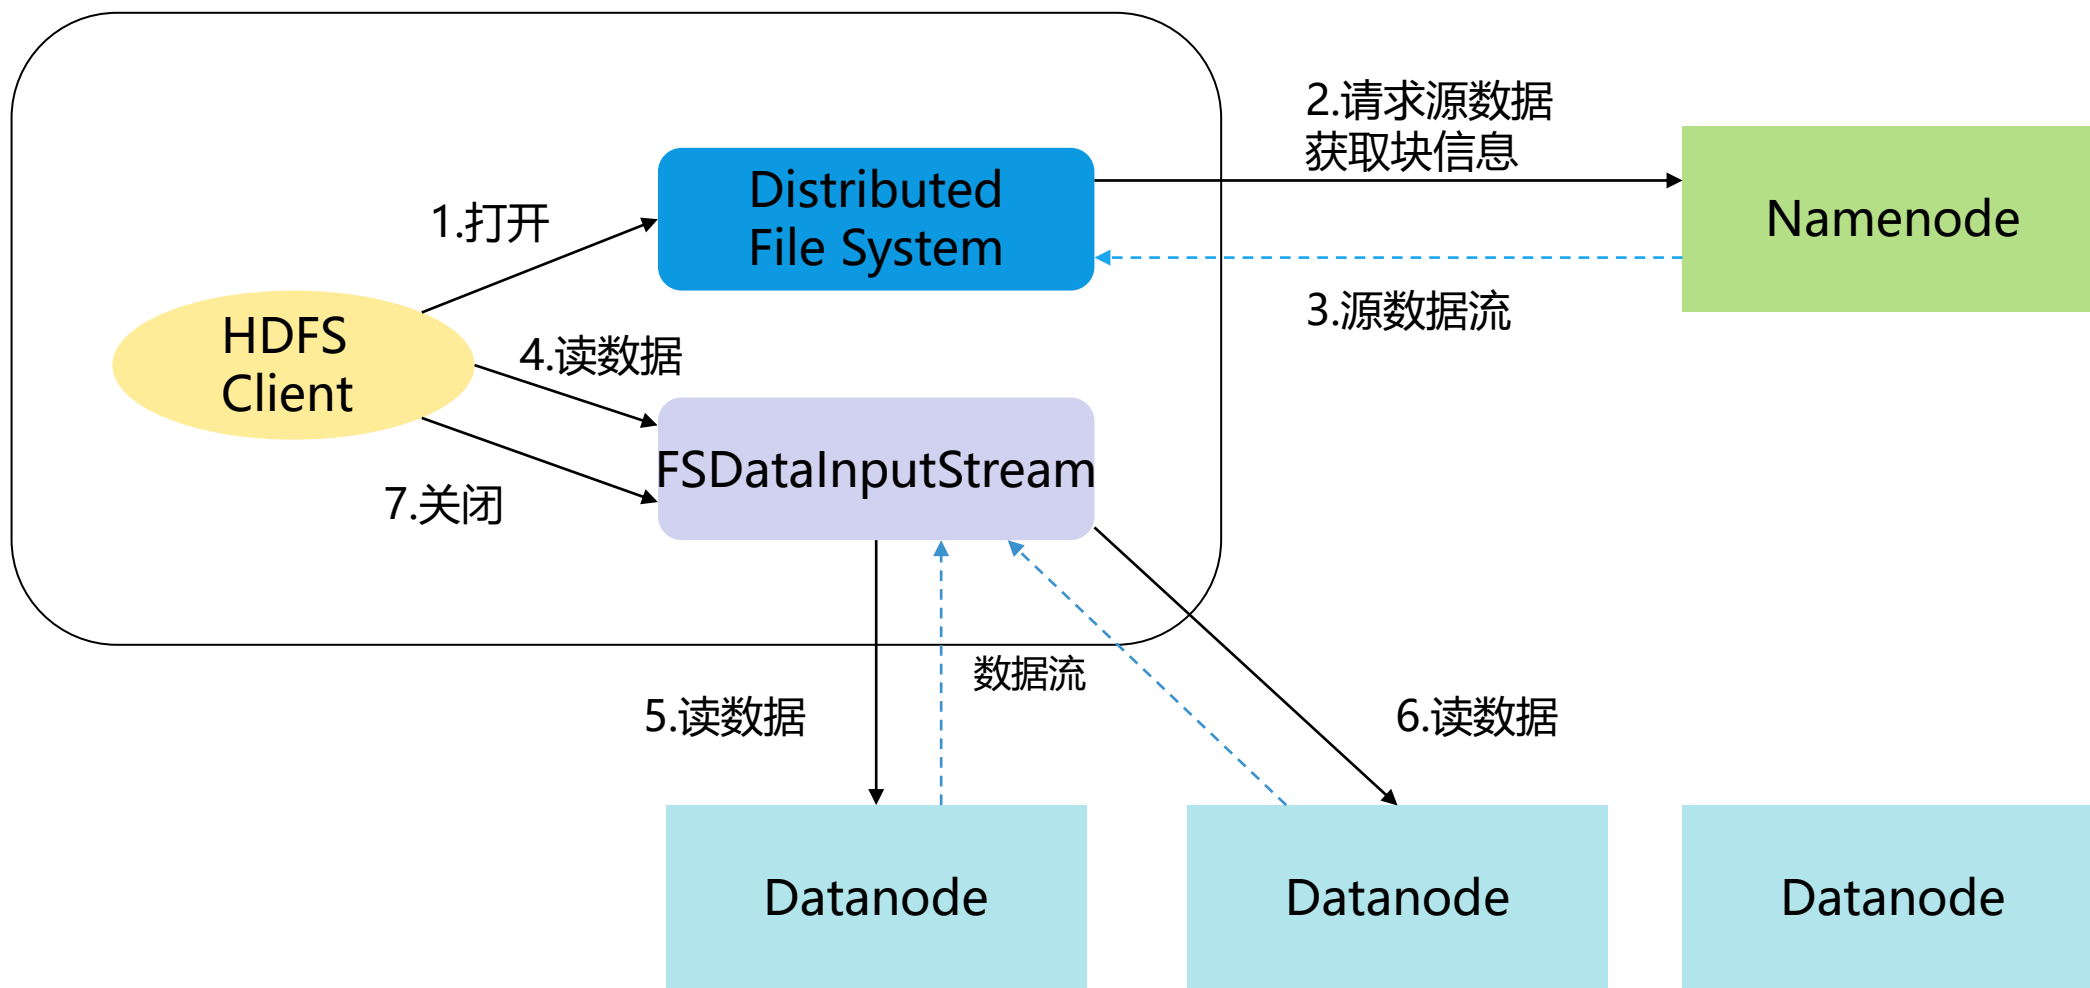 2.请求源数据
获取块信息
Distributed
File System
1.打开
Namenode
3.源数据流
HDFS
Client
4.读数据
FSDataInputStream
7.关闭
数据流
5.读数据
6.读数据
Datanode
Datanode
Datanode